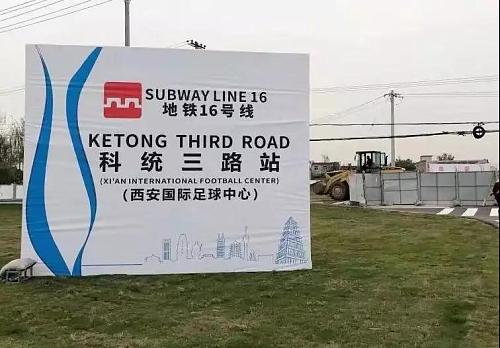 SUBWAY LINE 16
地铁16号线
KETONG THIRD ROAD
科统三路站
(XI'AN INTERNATIONAL FOOTBALL CENTER)
(西安国际足球中心)